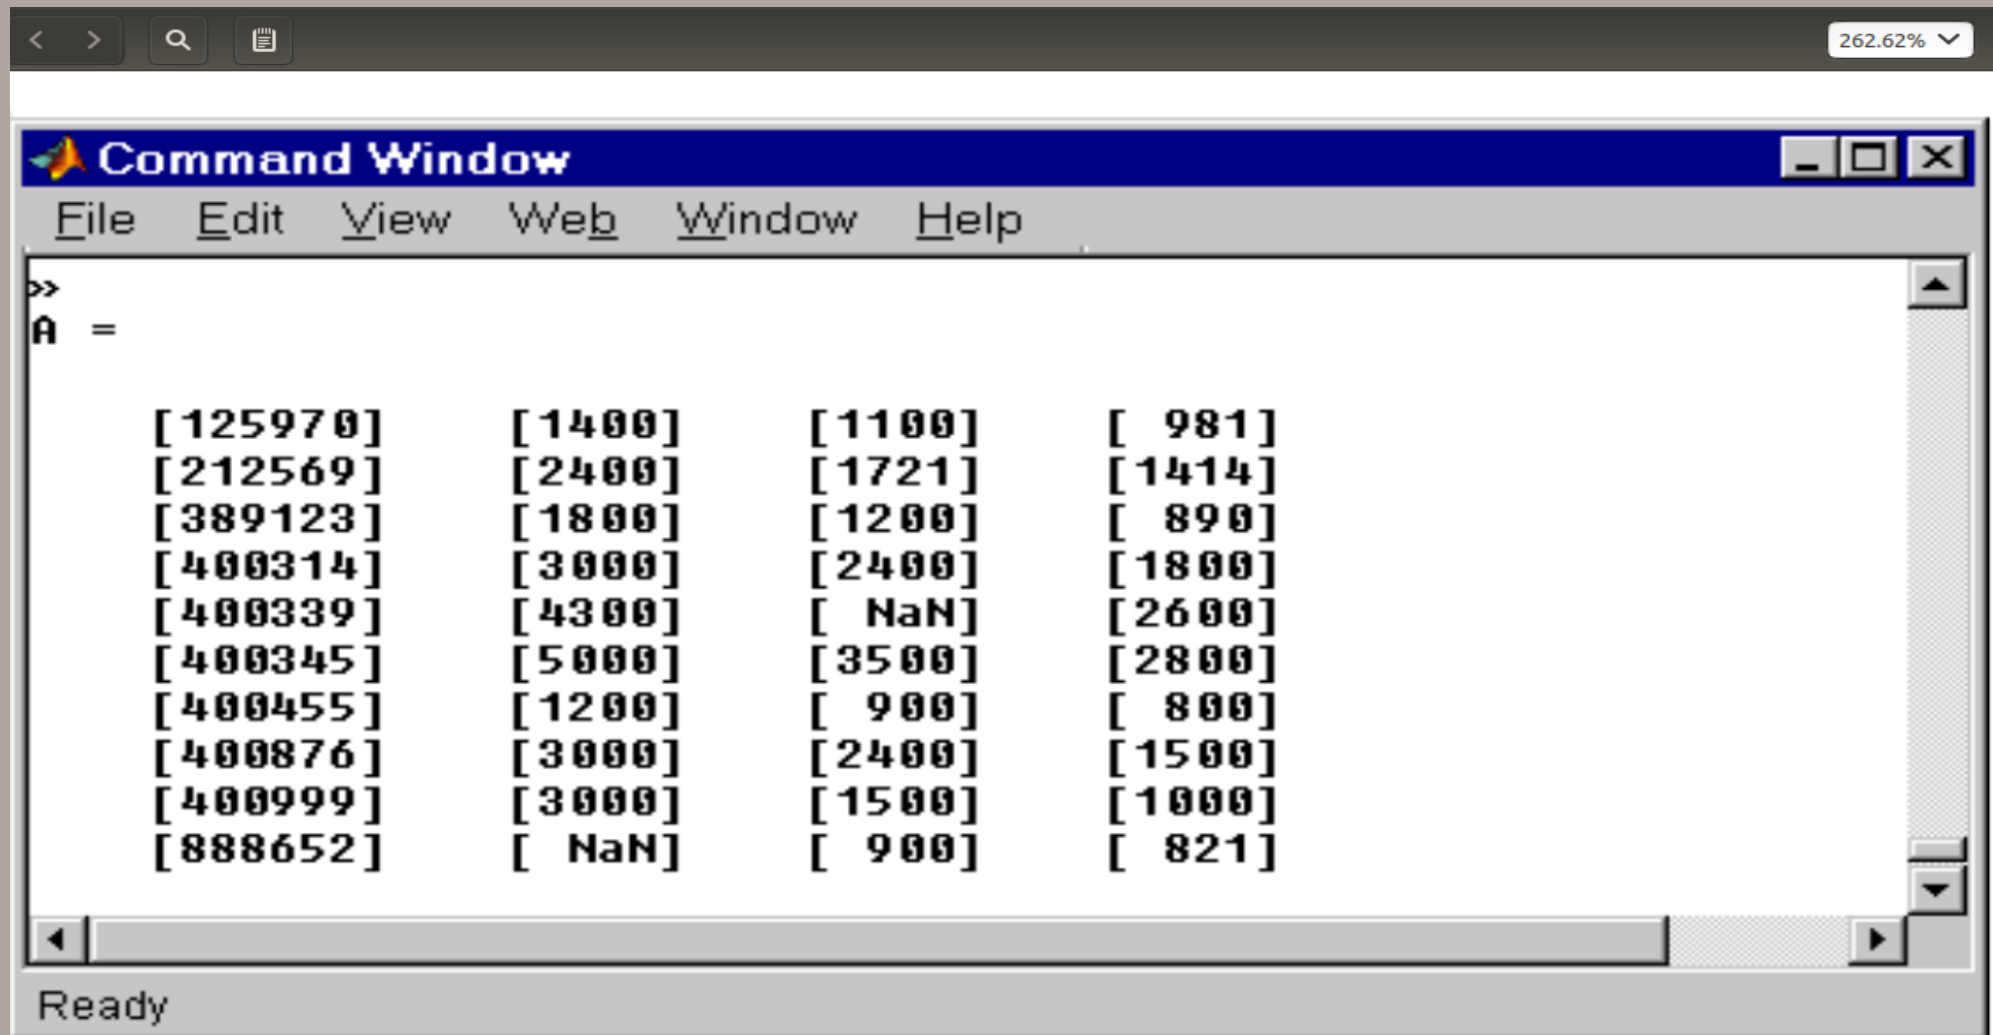 262.62%
Command Window
File Edit View Web Window Help
>>
A =
[125970] [1400] [1100] [ 981]
[212569] [2400] [1721] [1414]
[389123] [1800] [1200] [ 890]
[400314] [3000] [2400] [1800]
[400339] [4300] [ NaN] [2600]
[400345] [5000] [3500] [2800]
[400455] [1200] [ 900] [ 800]
[400876] [3000] [2400] [1500]
[400999] [3000] [1500] [1000]
[888652] [ NaN] [ 900] [ 821]
Ready